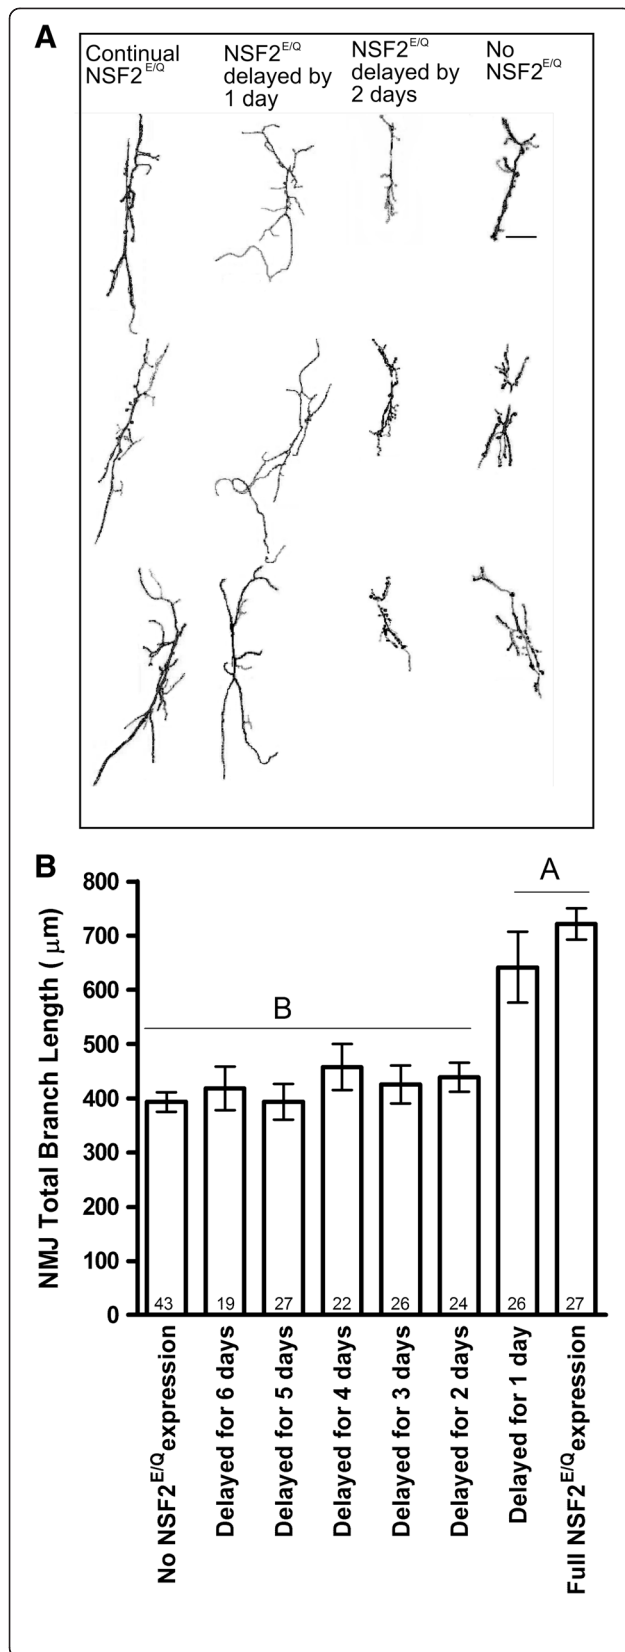 A
Continual
NSF2E/Q
NSF2E/Q
delayed by
1 day
NSF2E/Q
delayed by
2 days
No
NSF2E/Q
B
NMJ Total Branch Length ( μm)
800
700
600
500
400
300
200
100
0
B
A
43
19
27
22
26
24
26
27
No NSF2E/Q expression
Delayed for 6 days
Delayed for 5 days
Delayed for 4 days
Delayed for 3 days
Delayed for 2 days
Delayed for 1 day
Full NSF2E/Q expression